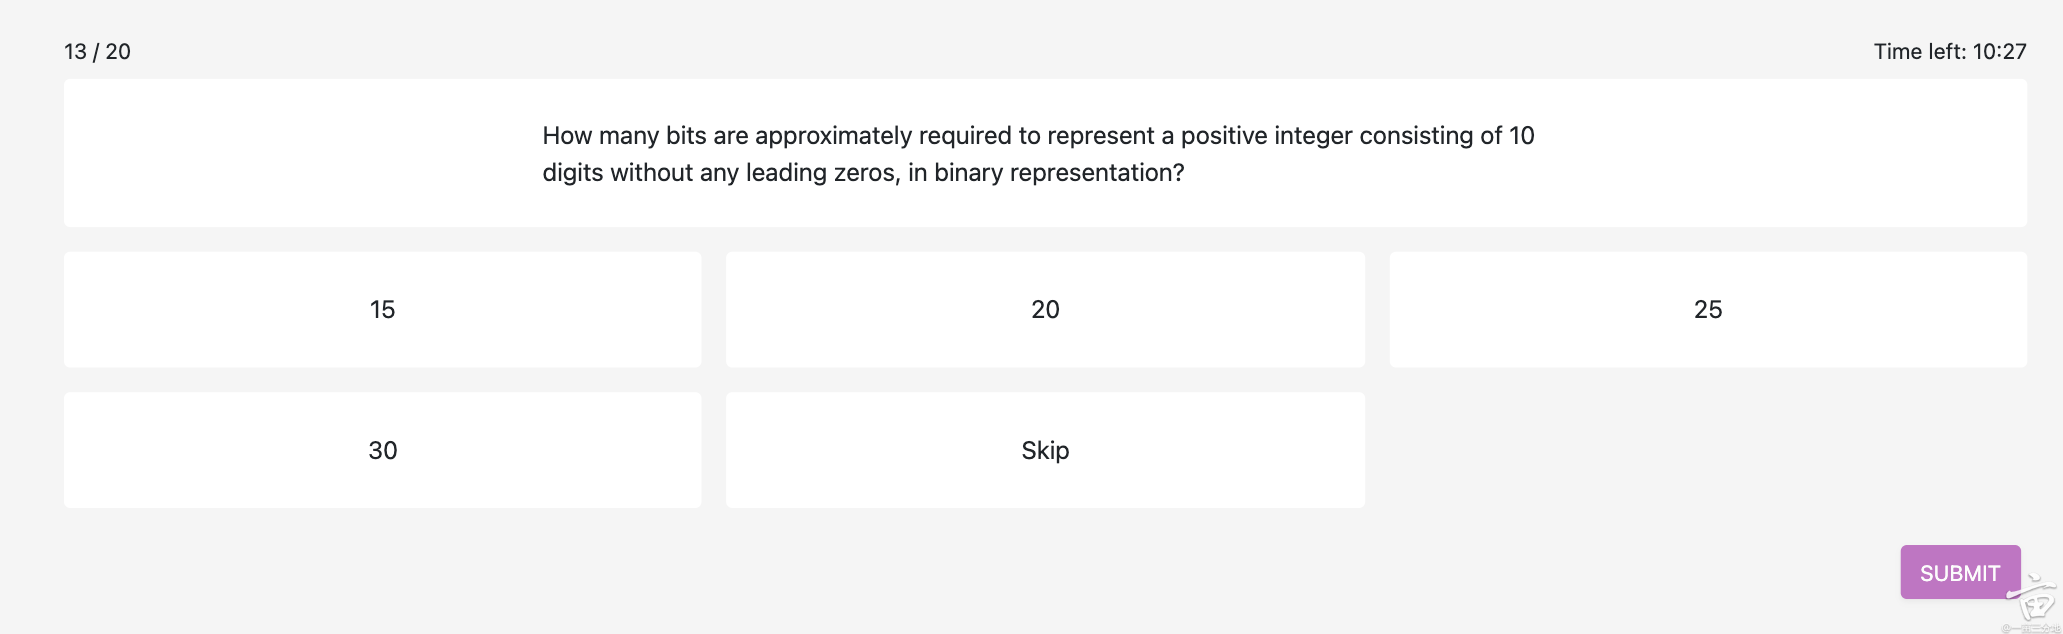 13 / 20
Time left: 10:27
How many bits are approximately required to represent a positive integer consisting of 10
digits without any leading zeros, in binary representation?
15
20
25
30
Skip
SUBMIT